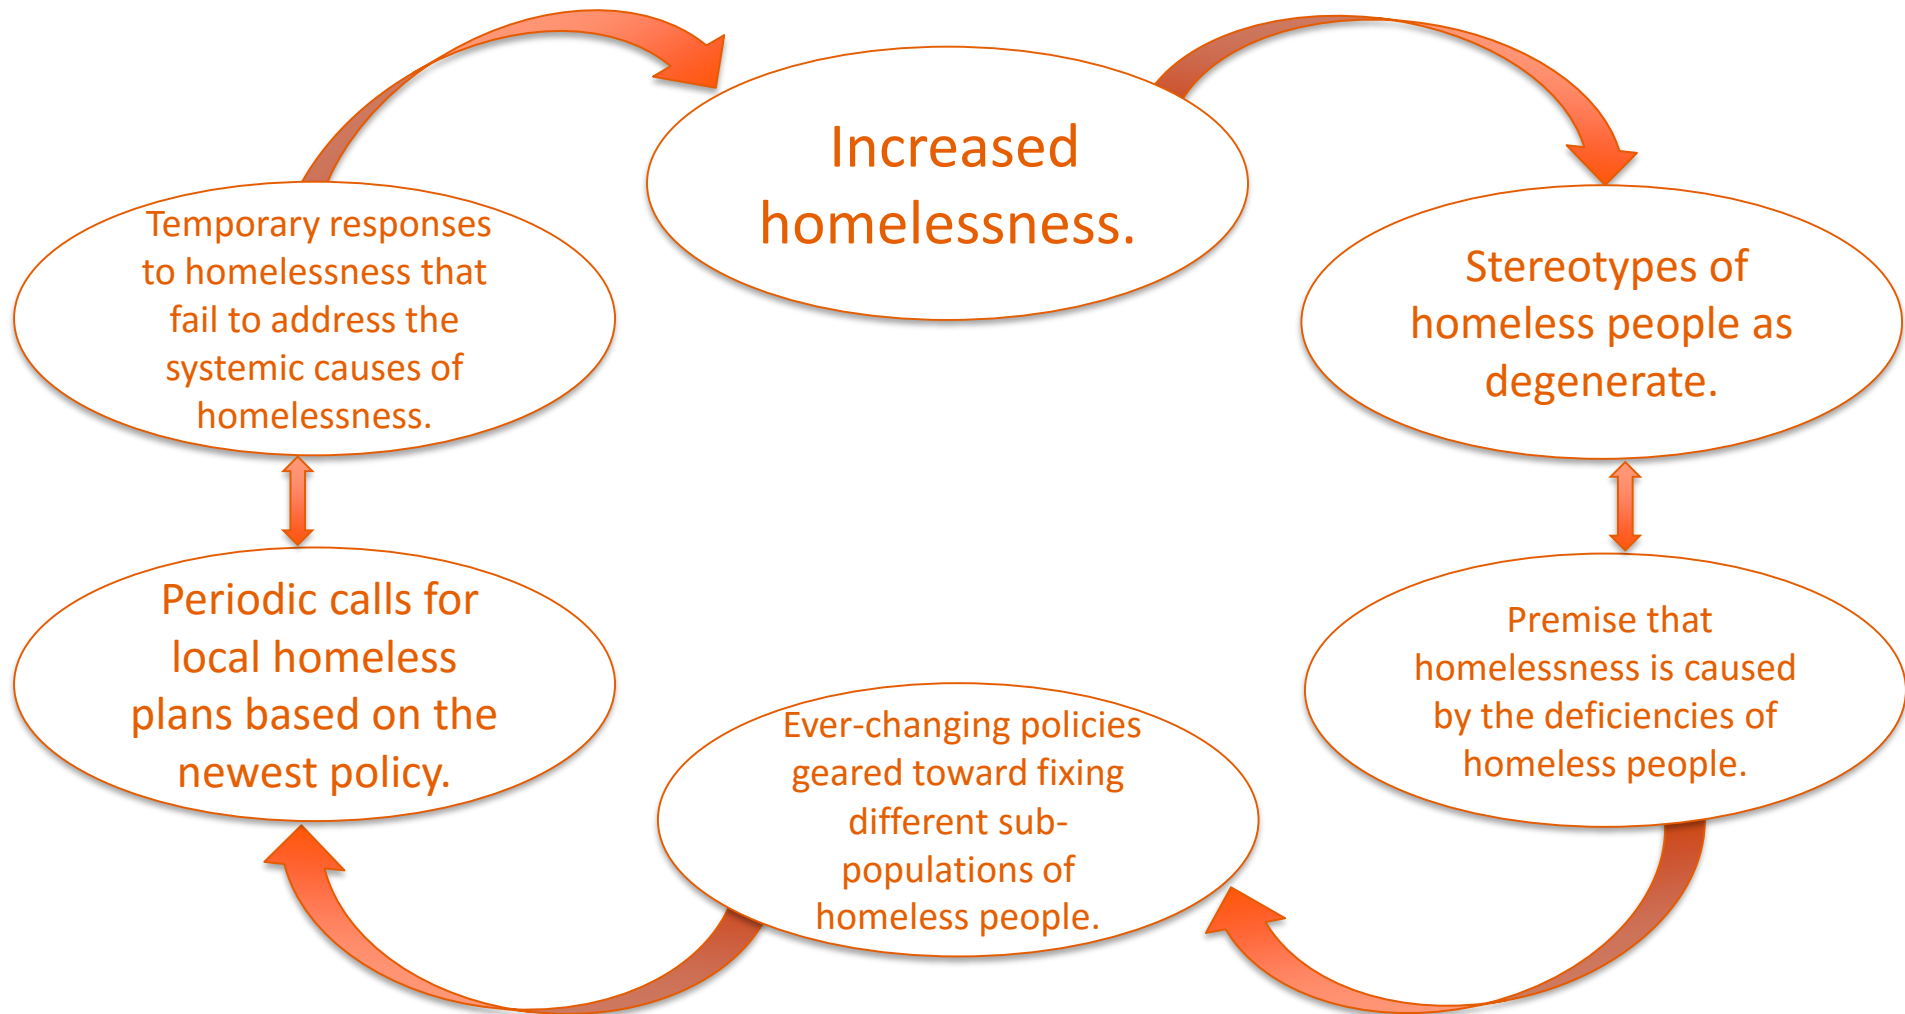 Increased
homelessness.
Stereotypes of
homeless people as
degenerate.
Premise that
homelessness is caused
by the deficiencies of
homeless people.
Ever-changing policies
geared toward fixing
different sub-
populations of
homeless people.
Periodic calls for
local homeless
plans based on the
newest policy.
Temporary responses
to homelessness that
fail to address the
systemic causes of
homelessness.